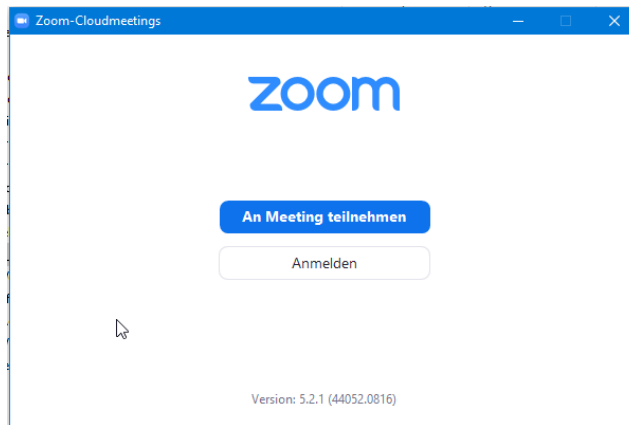 Zoom-Cloudmeetings
zoom
An Meeting teilnehmen
Anmelden
Version: 5.2.1 (44052.0816)